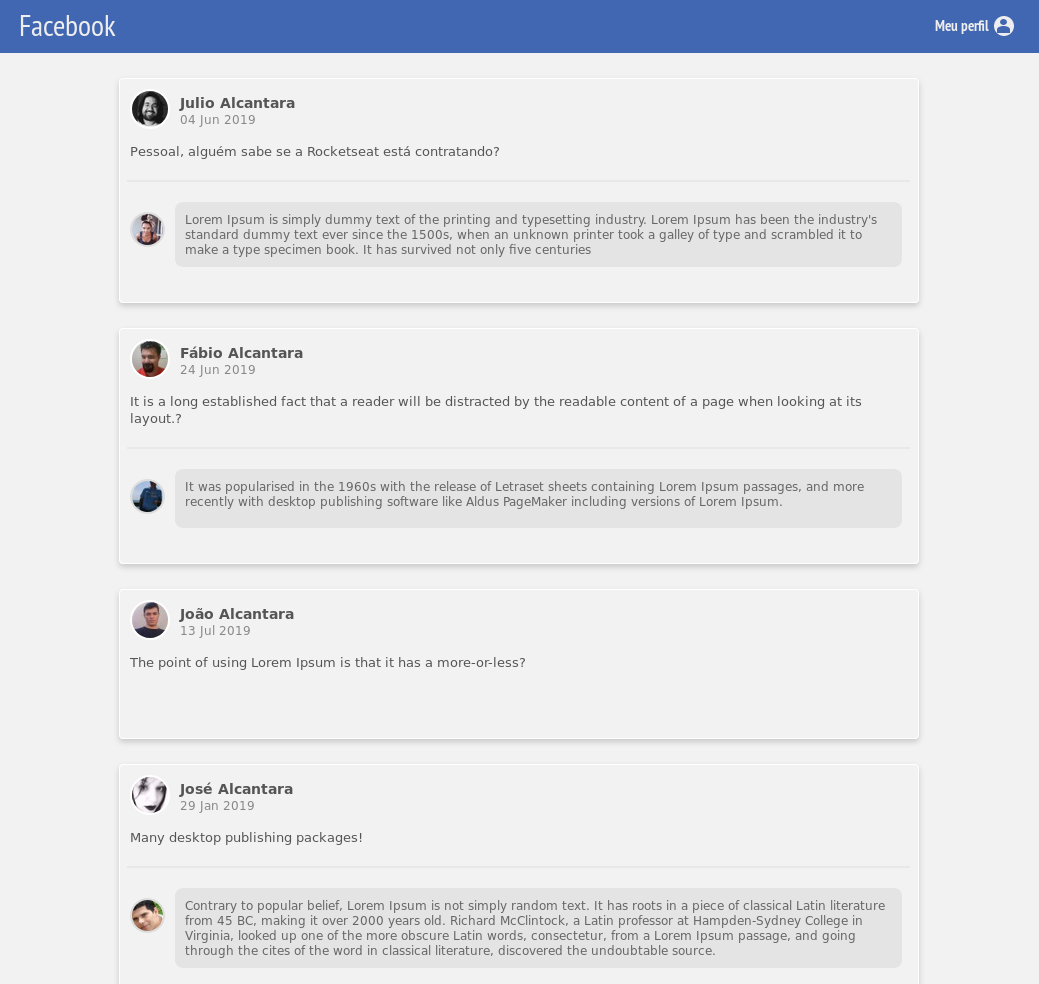 Facebook
Meu perfil
Julio Alcantara
04 Jun 2019
Pessoal, alguém sabe se a Rocketseat está contratando?
Lorem Ipsum is simply dummy text of the printing and typesetting industry. Lorem Ipsum has been the industry's
standard dummy text ever since the 1500s, when an unknown printer took a galley of type and scrambled it to
make a type specimen book. It has survived not only five centuries
Fábio Alcantara
24 Jun 2019
It is a long established fact that a reader will be distracted by the readable content of a page when looking at its
layout.?
It was popularised in the 1960s with the release of Letraset sheets containing Lorem Ipsum passages, and more
recently with desktop publishing software like Aldus PageMaker including versions of Lorem Ipsum.
João Alcantara
13 Jul 2019
The point of using Lorem Ipsum is that it has a more-or-less?
José Alcantara
29 Jan 2019
Many desktop publishing packages!
Contrary to popular belief, Lorem Ipsum is not simply random text. It has roots in a piece of classical Latin literature
from 45 BC, making it over 2000 years old. Richard McClintock, a Latin professor at Hampden-Sydney College in
Virginia, looked up one of the more obscure Latin words, consectetur, from a Lorem Ipsum passage, and going
through the cites of the word in classical literature, discovered the undoubtable source.